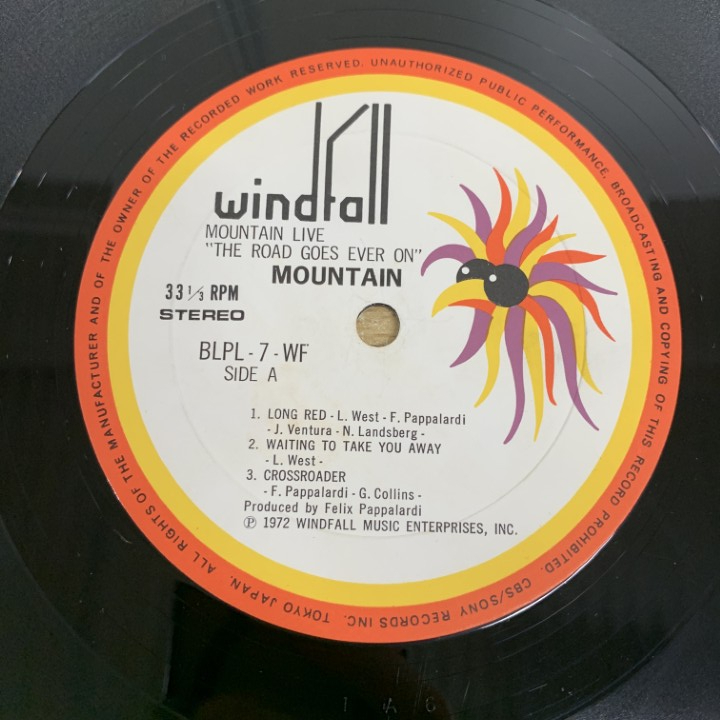 ALL RIGHTS OF THE MANUFACTURER AND OF THE OWNER OF THE RECORDED WORK RESERVED. UNAUTHORIZED PUBLIC PERFORMANCE, BROADCASTING AND COPYING OF THIS RECORD PROHIBITED. CBS/SONY RECORDS INC. TOKYO JAPAN.
windfall
MOUNTAIN LIVE
"THE ROAD GOES EVER ON"
MOUNTAIN
33 1/3 RPM
STEREO
BLPL-7-WF
SIDE A
1. LONG RED - L. West - F. Pappalardi
- J. Ventura - N. Landsberg -
2. WAITING TO TAKE YOU AWAY
- L. West -
3. CROSSROADER
- F. Pappalardi - G. Collins -
Produced by Felix Pappalardi
Ⓟ 1972 WINDFALL MUSIC ENTERPRISES, INC.